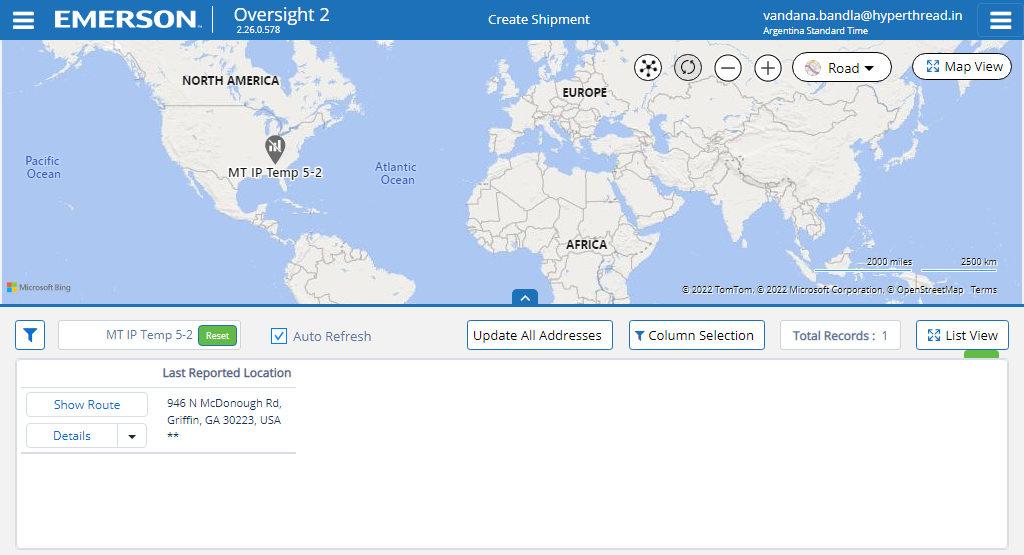 EMERSON
Oversight 2
2.26.0.578
Create Shipment
vandana.bandla@hyperthread.in
Argentina Standard Time
NORTH AMERICA
EUROPE
Road
Map View
Pacific
Ocean
MT IP Temp 5-2
Atlantic
Ocean
AFRICA
2000 miles
2500 km
Microsoft Bing
© 2022 TomTom, © 2022 Microsoft Corporation, © OpenStreetMap Terms
MT IP Temp 5-2
Reset
Auto Refresh
Update All Addresses
Column Selection
Total Records : 1
List View
Last Reported Location
Show Route
Details
946 N McDonough Rd,
Griffin, GA 30223, USA
**